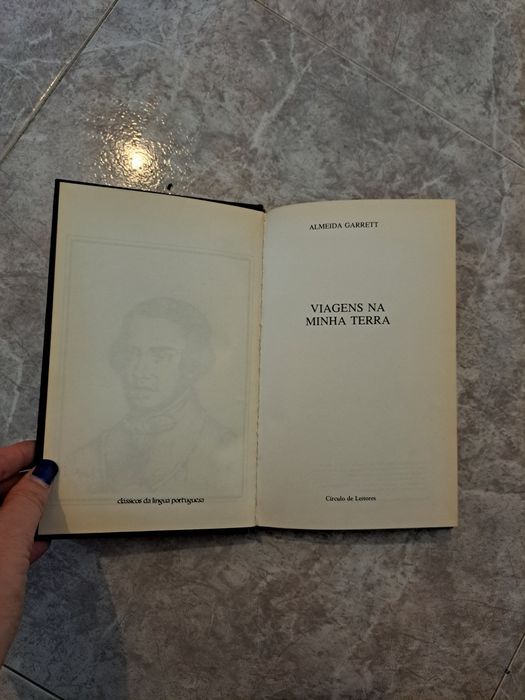 clássicos da língua portuguesa
ALMEIDA GARRETT
VIAGENS NA
MINHA TERRA
Círculo de Leitores